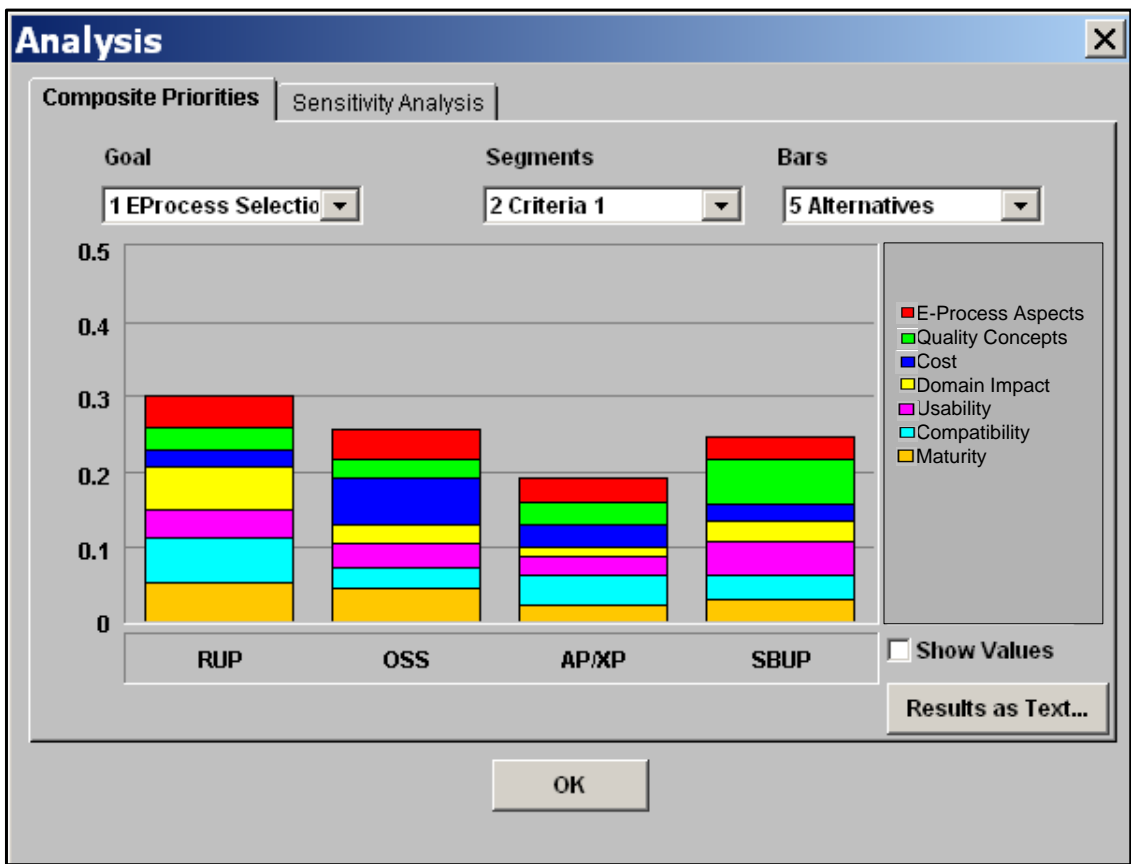 Analysis
Composite Priorities
Sensitivity Analysis
Goal
Segments
Bars
1 EProcess Selectio
2 Criteria 1
5 Alternatives
0.5
0.4
0.3
0.2
0.1
0
E-Process Aspects
Quality Concepts
Cost
Domain Impact
Usability
Compatibility
Maturity
RUP
OSS
AP/XP
SBUP
Show Values
Results as Text...
OK